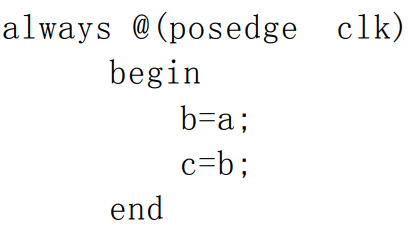 always @(posedge clk)
begin
b=a;
c=b;
end